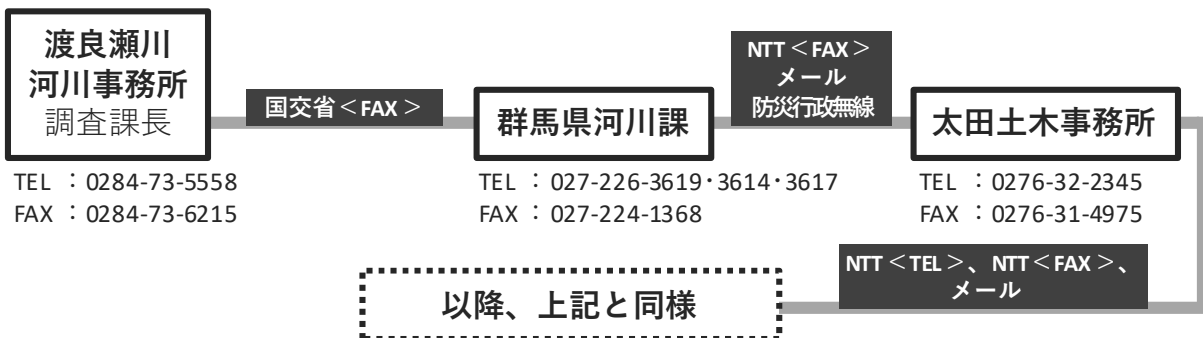 渡良瀬川
河川事務所
調査課長
国交省<FAX>
群馬県河川課
NTT<FAX>
メール
防災行政無線
太田土木事務所
TEL :0284-73-5558
FAX :0284-73-6215
TEL :027-226-3619・3614・3617
FAX :027-224-1368
TEL :0276-32-2345
FAX :0276-31-4975
NTT<TEL>、NTT<FAX>、
メール
以降、上記と同様